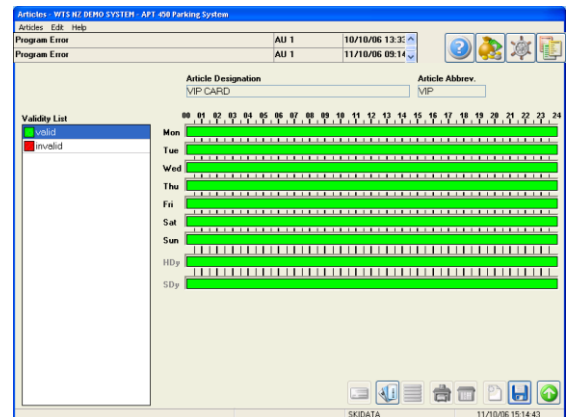 Articles - WTS NZ DEMO SYSTEM - APT 450 Parking System
Articles Edit Help
Program Error AU 1 10/10/06 13:33
Program Error AU 1 11/10/06 09:14
Article Designation Article Abbrev.
VIP CARD VIP
Validity List
valid
invalid
00 01 02 03 04 05 06 07 08 09 10 11 12 13 14 15 16 17 18 19 20 21 22 23 24
Mon
Tue
Wed
Thu
Fri
Sat
Sun
HDy
SDy
SKIDATA 11/10/06 15:14:43